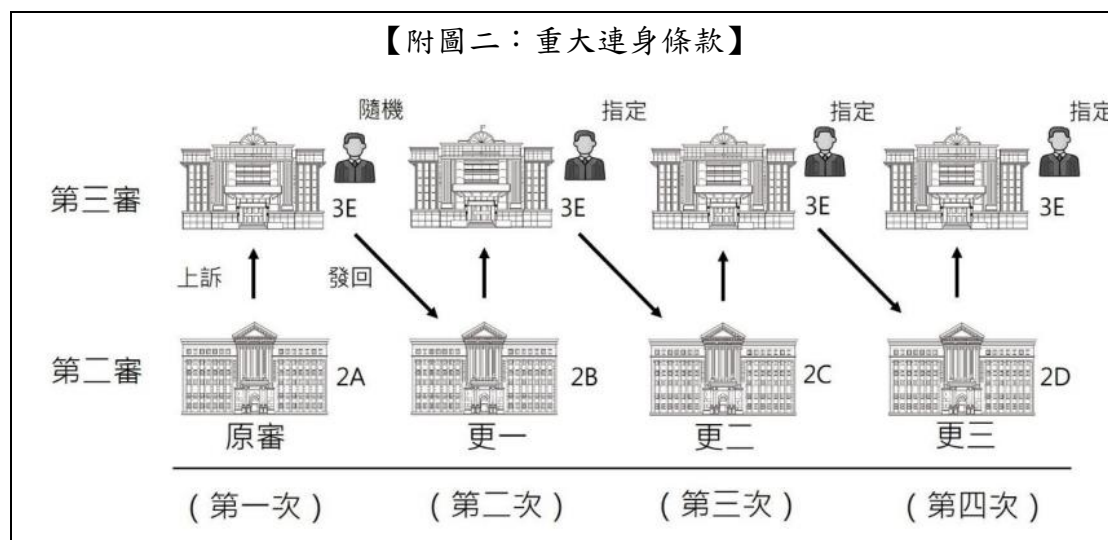 【附圖二：重大連身條款】
隨機 指定 指定 指定
第三審 3E 3E 3E 3E
上訴 發回
第二審 2A 2B 2C 2D
原審 更一 更二 更三
（第一次） （第二次） （第三次） （第四次）